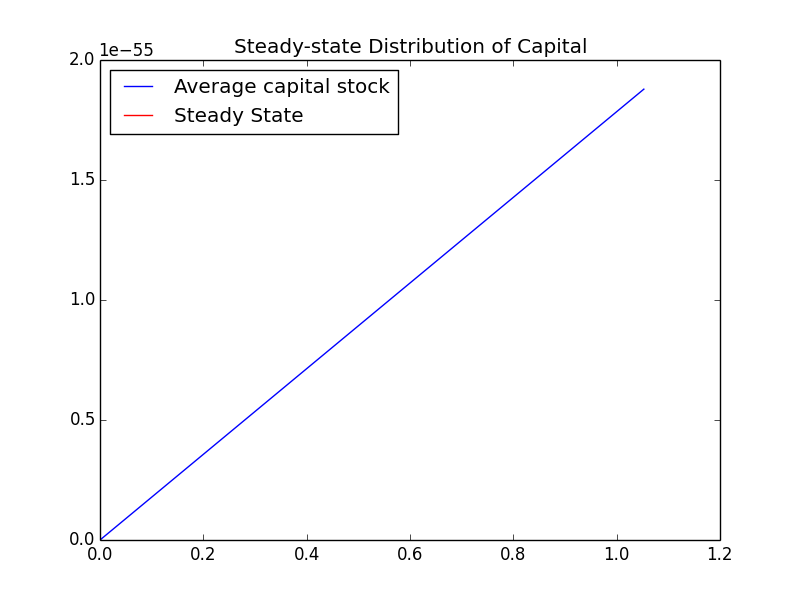 Steady-state Distribution of Capital
1e−55
2.0
Average capital stock
Steady State
1.5
1.0
0.5
0.0
0.0 0.2 0.4 0.6 0.8 1.0 1.2